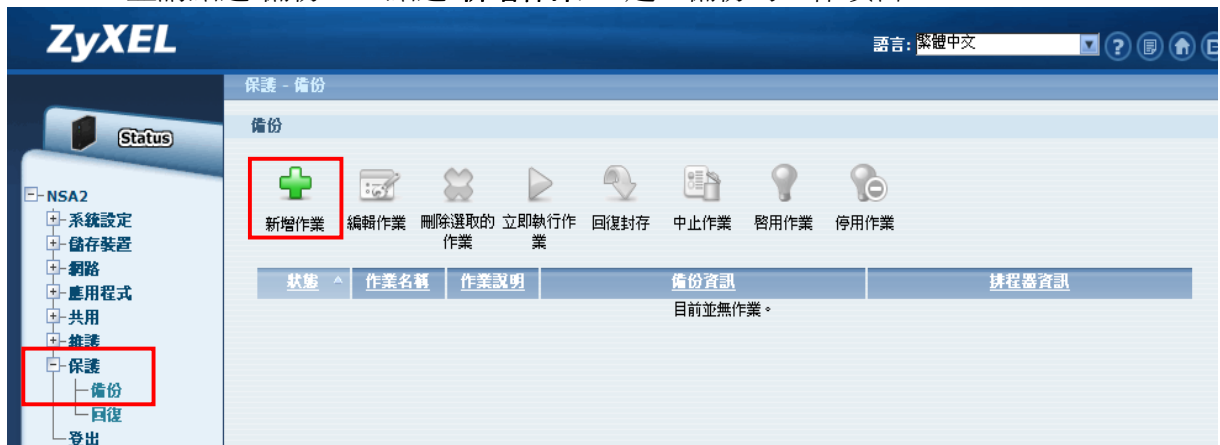 ZyXEL
語言: 繁體中文
保護 - 備份
Status
備份
新增作業
編輯作業
刪除選取的作業
立即執行作業
回復封存
中止作業
啓用作業
停用作業
狀態
作業名稱
作業說明
備份資訊
排程器資訊
目前並無作業。
NSA2
系統設定
儲存裝置
網路
應用程式
共用
維護
保護
備份
回復
登出